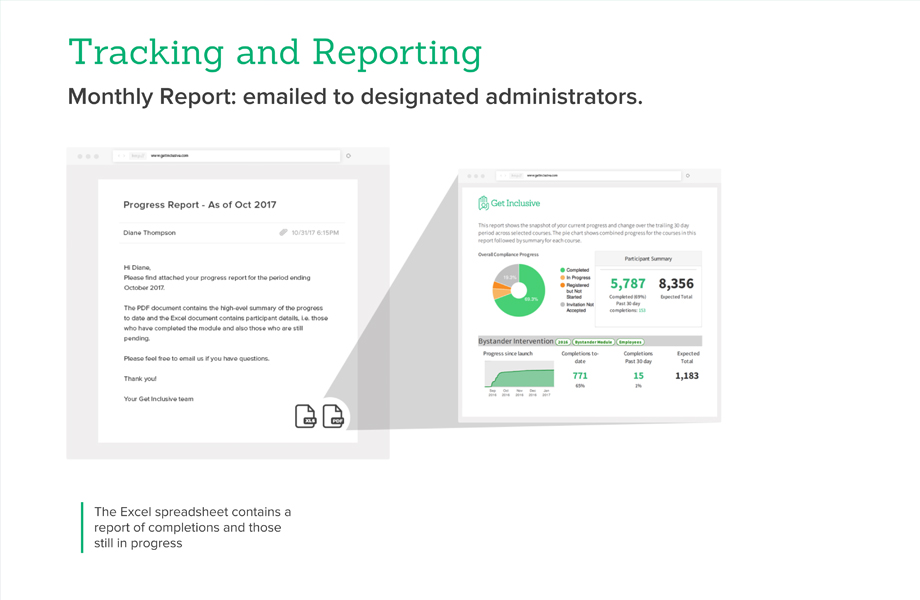 Tracking and Reporting
Monthly Report: emailed to designated administrators.
www.getinclusive.com
Progress Report - As of Oct 2017
Diane Thompson
10/31/17 6:15PM
Hi Diane,
Please find attached your progress report for the period ending
October 2017.
The PDF document contains the high-level summary of the progress
to date and the Excel document contains participant details, i.e. those
who have completed the module and also those who are still
pending.
Please feel free to email us if you have questions.
Thank you!
Your Get Inclusive team
XLS
PDF
www.getinclusive.com
Get Inclusive
This report shows the snapshot of your current progress and change over the trailing 30 day
period across selected courses. The pie chart shows combined progress for the courses in this
report followed by summary for each course.
Overall Compliance Progress
Completed
In Progress
Registered
but Not
Started
Invitation Not
Accepted
Participant Summary
5,787
8,356
Completed (69%)
Expected Total
Past 30 day
completions:
Bystander Intervention
2016
Bystander Module
Employees
Progress since launch
Completions to-
date
Completions
Past 30 day
Expected
Total
771
15
1,183
65%
Sep
Oct
Nov
Dec
Jan
2016
2016
2016
2016
2017
The Excel spreadsheet contains a
report of completions and those
still in progress